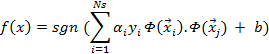 f(x) = sgn (∑_{i=1}^{Ns} α_i y_i Φ(x⃗_i). Φ(x⃗_j) + b)